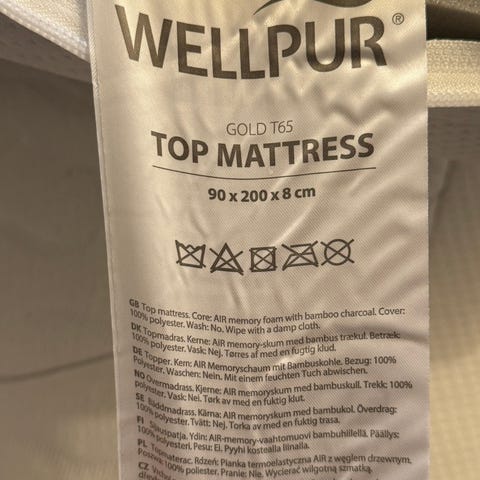 WELLPUR®
GOLD T65
TOP MATTRESS
90 x 200 x 8 cm
GB Top mattress. Core: AIR memory foam with bamboo charcoal. Cover:
100% polyester. Wash: No. Wipe with a damp cloth.
DK Topmadras. Kerne: AIR memory-skum med bambus trækul. Betræk:
100% polyester. Vask: Nej. Tørres af med en fugtig klud.
DE Topper. Kern: AIR Memoryschaum mit Bambuskohle. Bezug: 100%
Polyester. Waschen: Nein. Mit einem feuchten Tuch abwischen.
NO Overmadrass. Kjerne: AIR memoryskum med bambuskull. Trekk: 100%
polyester. Vask: Nej. Tørk av med en fuktig klut.
SE Bäddmadrass. Kärna: AIR memoryskum med bambukol. Överdrag:
100% polyester. Tvätt: Nej. Torka av med en fuktig trasa.
FI Sijauspatja. Ydin: AIR-memory-vaahtomuovi bambuhiilellä. Päällys:
100% polyesteri. Pesu: Ei. Pyyhi kostealla liinalla.
PL Topmaterac. Rdzeń: Pianka termoelastyczna AIR z węglem drzewnym.
100% poliester. Pranie: Nie. Wycierać wilgotną szmatką.
CZ